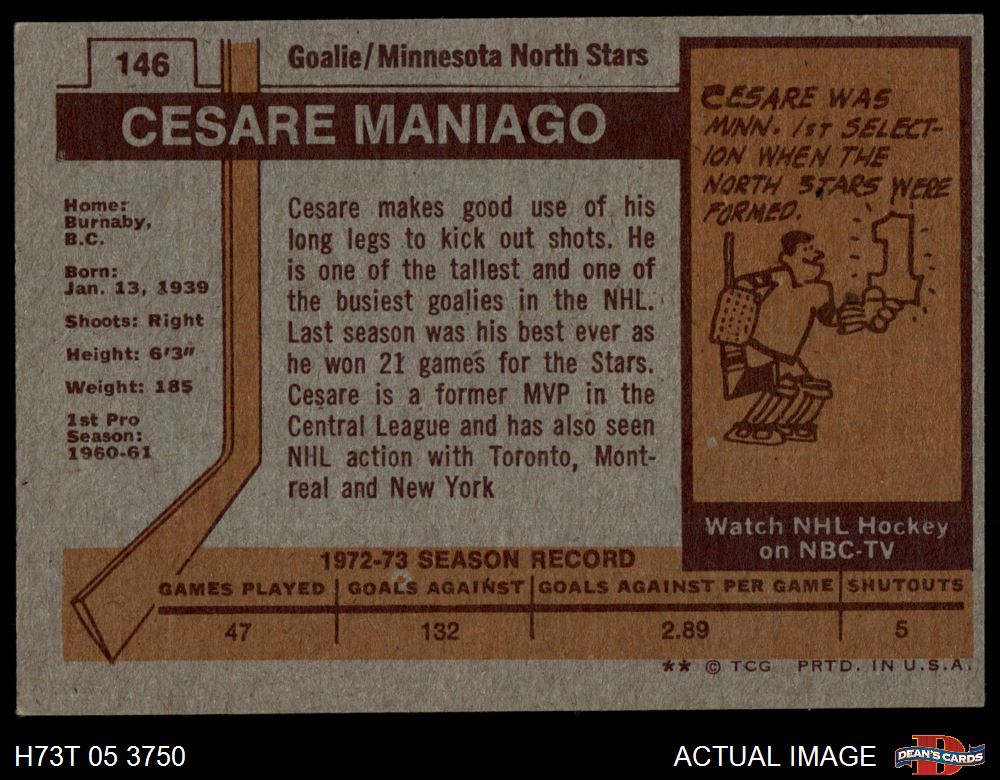 146
Goalie/Minnesota North Stars
CESARE MANIAGO
Home:
Burnaby,
B.C.
Born:
Jan. 13, 1939
Shoots: Right
Height: 6'3"
Weight: 185
1st Pro
Season:
1960-61
Cesare makes good use of his
long legs to kick out shots. He
is one of the tallest and one of
the busiest goalies in the NHL.
Last season was his best ever as
he won 21 games for the Stars.
Cesare is a former MVP in the
Central League and has also seen
NHL action with Toronto, Mont-
real and New York
CESARE WAS
MINN. 1ST SELECT-
ION WHEN THE
NORTH STARS WERE
FORMED.
1
Watch NHL Hockey
on NBC-TV
1972-73 SEASON RECORD
GAMES PLAYED GOALS AGAINST GOALS AGAINST PER GAME SHUTOUTS
47 132 2.89 5
** © TCG PRTD. IN U.S.A.
H73T 05 3750
ACTUAL IMAGE
D
DEAN'S CARDS